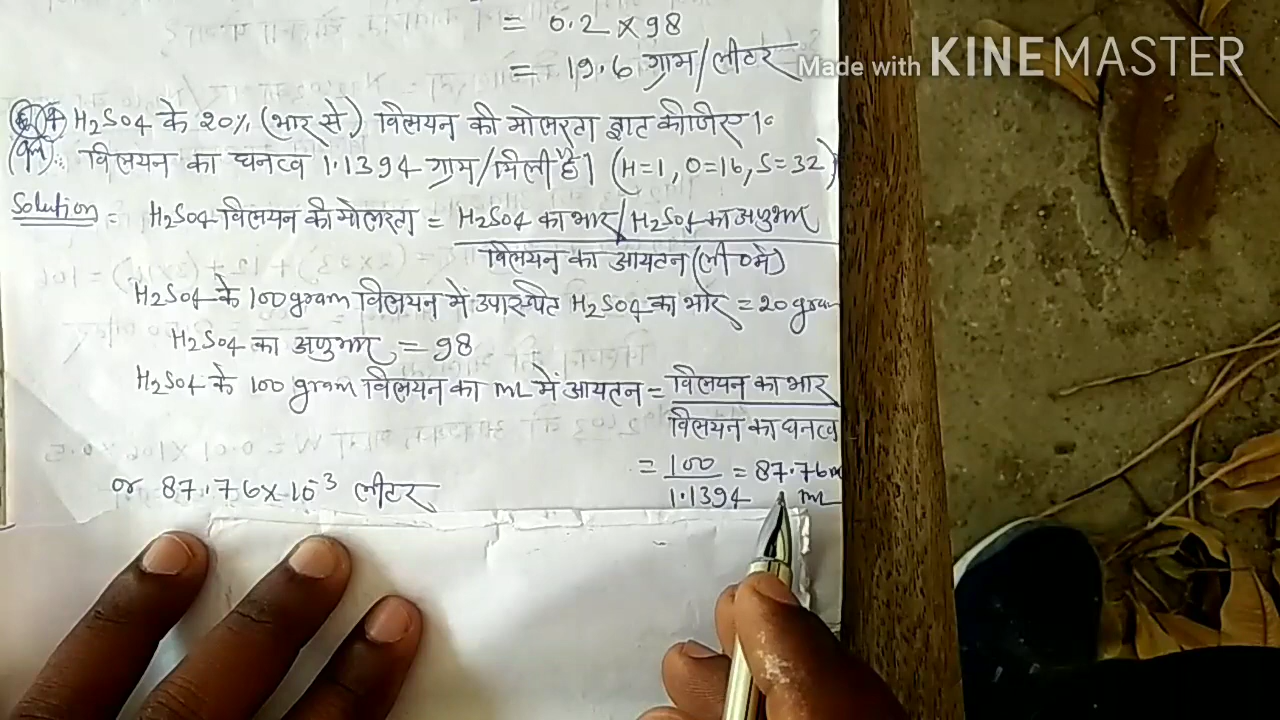 = 0.2 × 98
= 19.6 ग्राम/लीटर
Made with KINEMASTER
H₂SO₄ के 20% (भार से) विलयन की मोलरता ज्ञात कीजिए।
विलयन का घनत्व 1.1394 ग्राम/मिली है। (H=1, O=16, S=32)
Solution = H₂SO₄ विलयन की मोलरता = H₂SO₄ का भार / H₂SO₄ का अणुभार
विलयन का आयतन (ली० में)
H₂SO₄ के 100 gram विलयन में उपस्थित H₂SO₄ का भार = 20 gram
H₂SO₄ का अणुभार = 98
H₂SO₄ के 100 gram विलयन का mL में आयतन = विलयन का भार
विलयन का घनत्व
= 100 = 87.76
1.1394 mL
or 87.76 × 10⁻³ लीटर